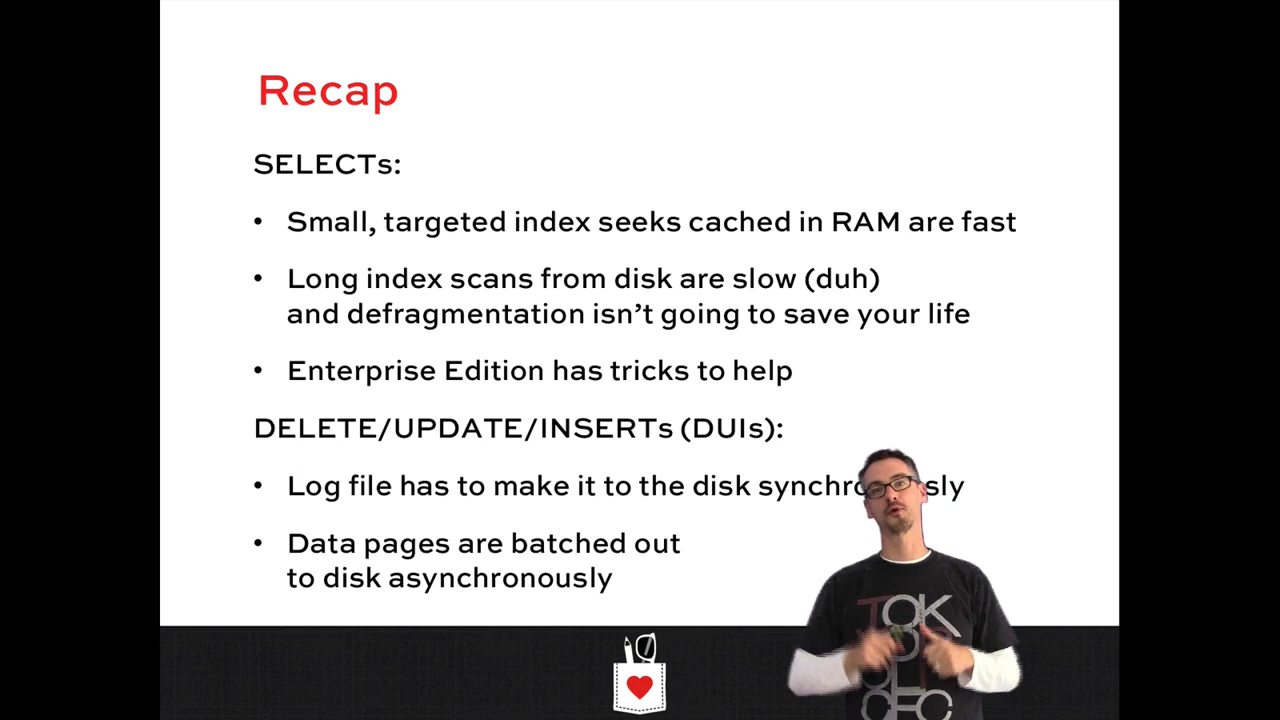 Recap
SELECTs:
• Small, targeted index seeks cached in RAM are fast
• Long index scans from disk are slow (duh)
and defragmentation isn’t going to save your life
• Enterprise Edition has tricks to help
DELETE/UPDATE/INSERTs (DUIs):
• Log file has to make it to the disk
• Data pages are batched out
to disk asynchronously
TOK